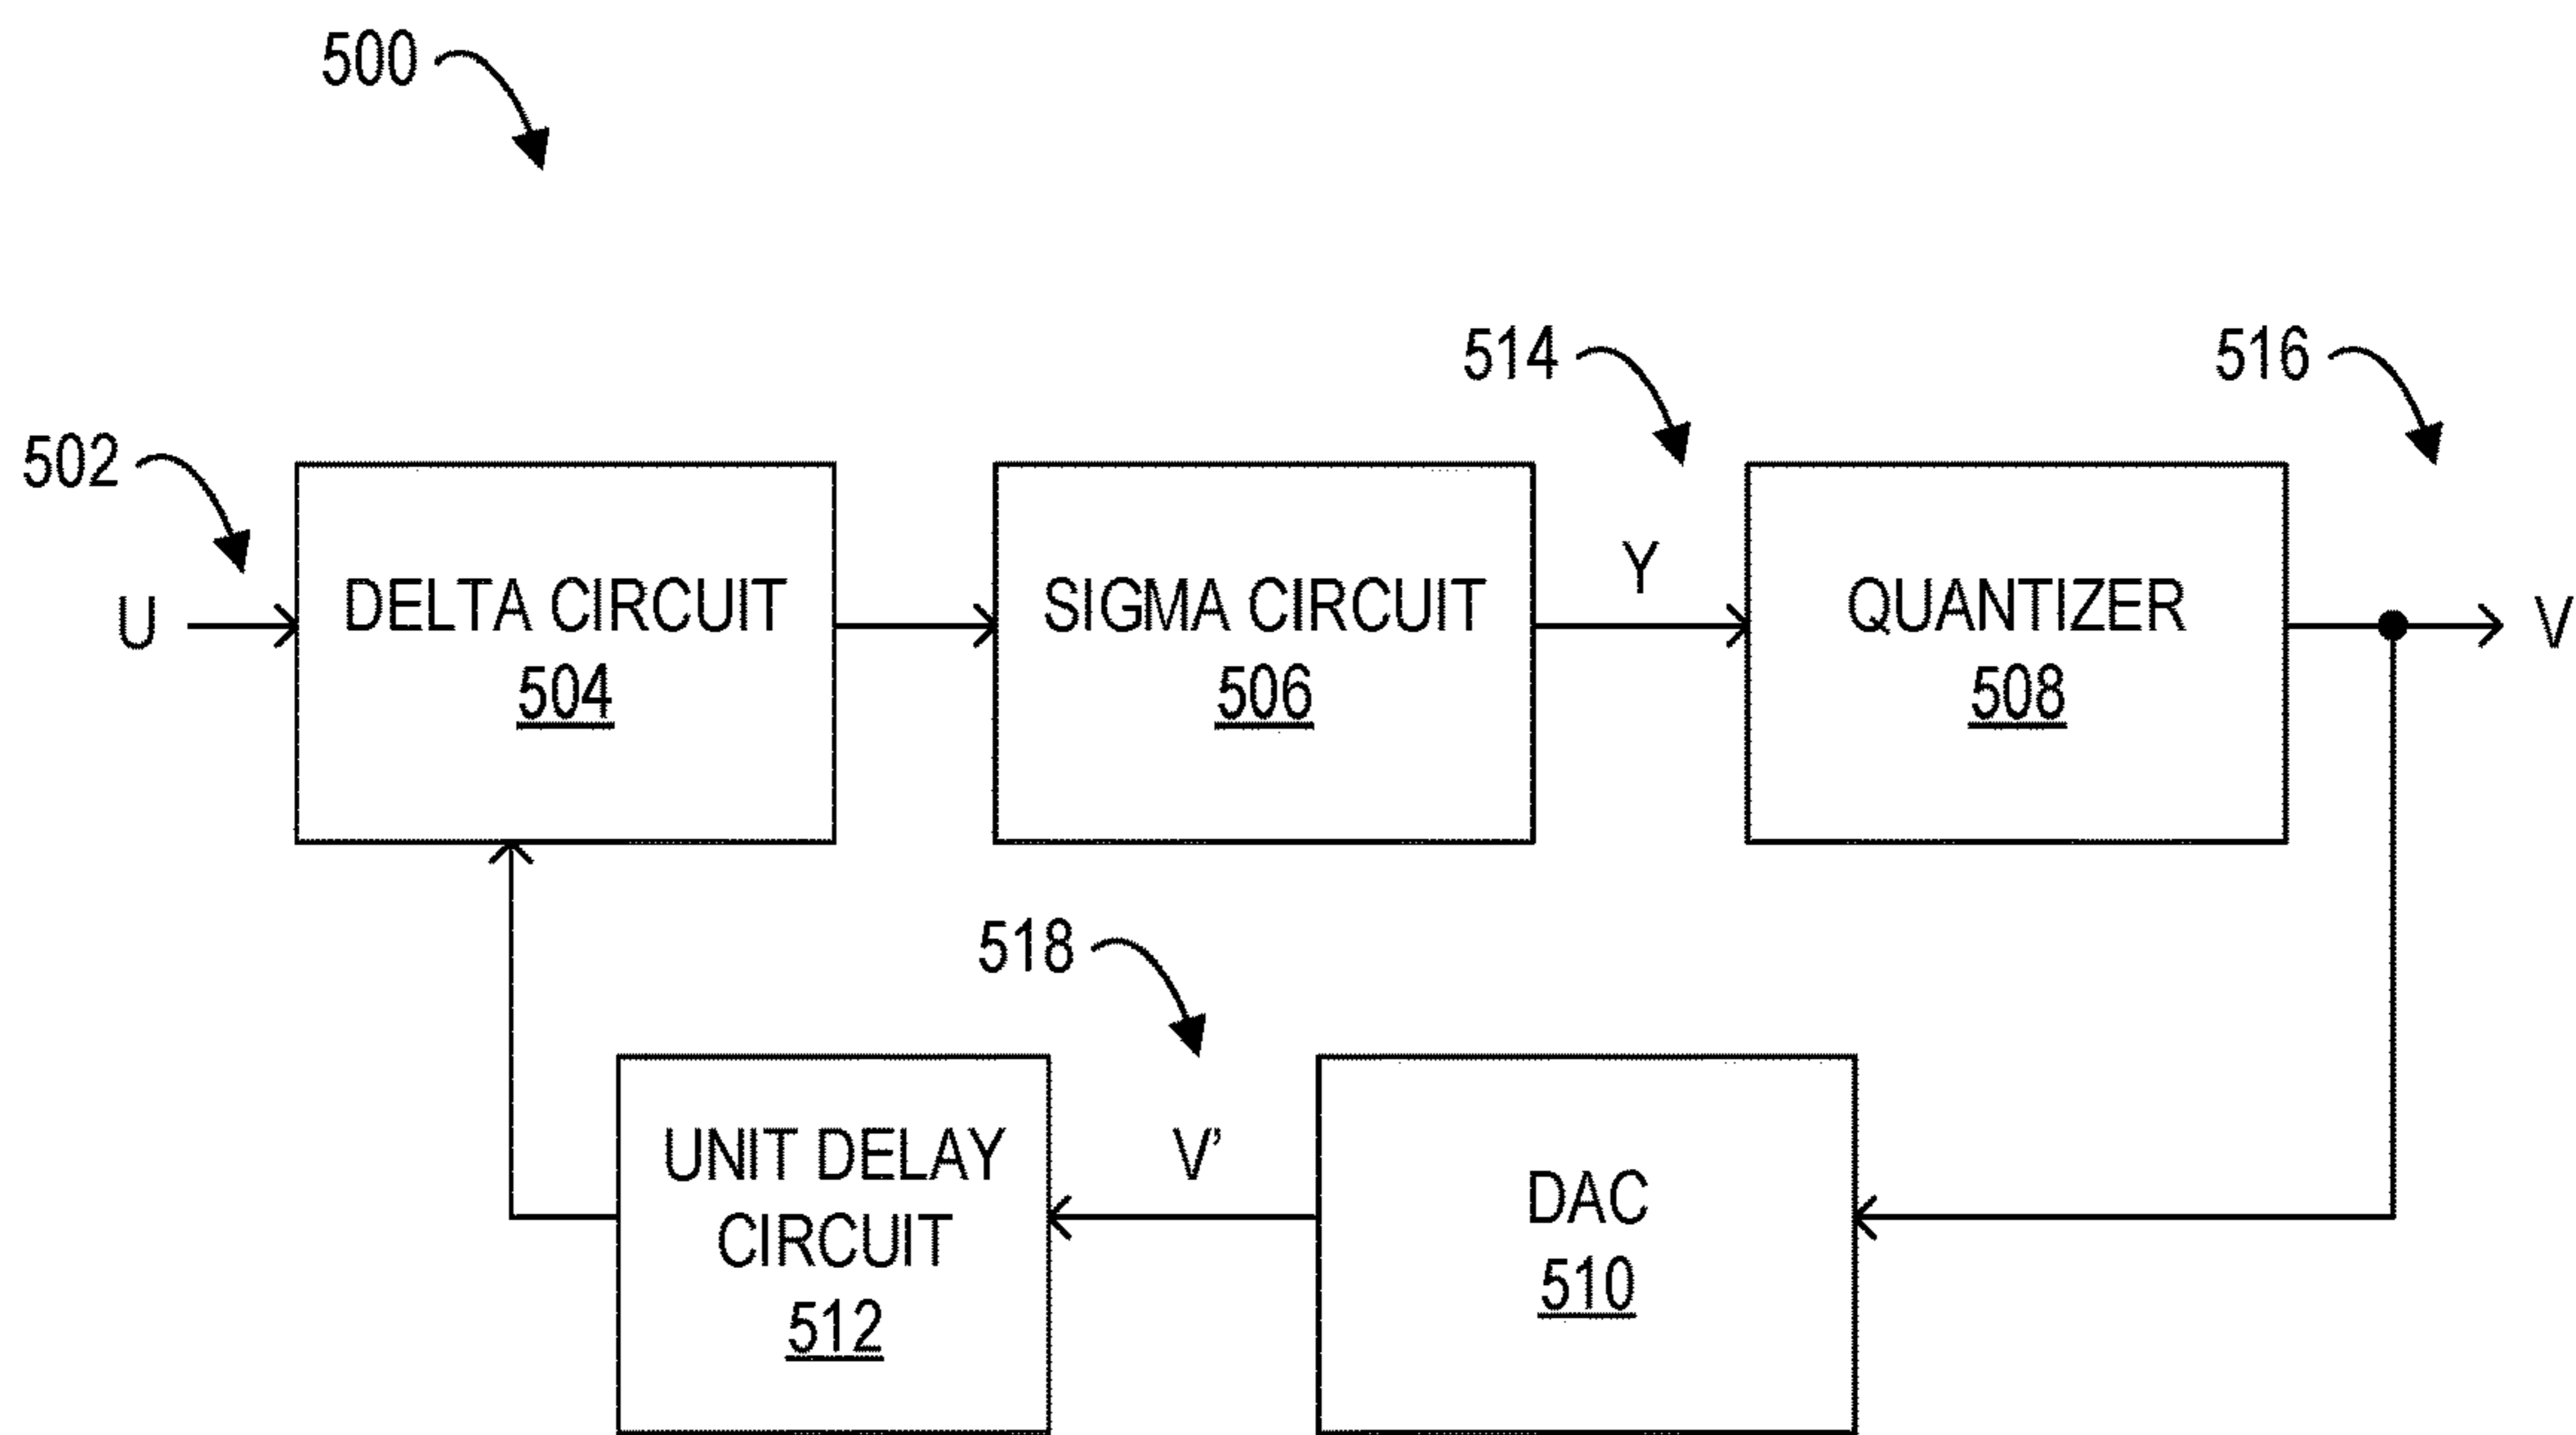 500
514
516
502
U
DELTA CIRCUIT
504
SIGMA CIRCUIT
506
Y
QUANTIZER
508
V
518
UNIT DELAY
CIRCUIT
512
V’
DAC
510